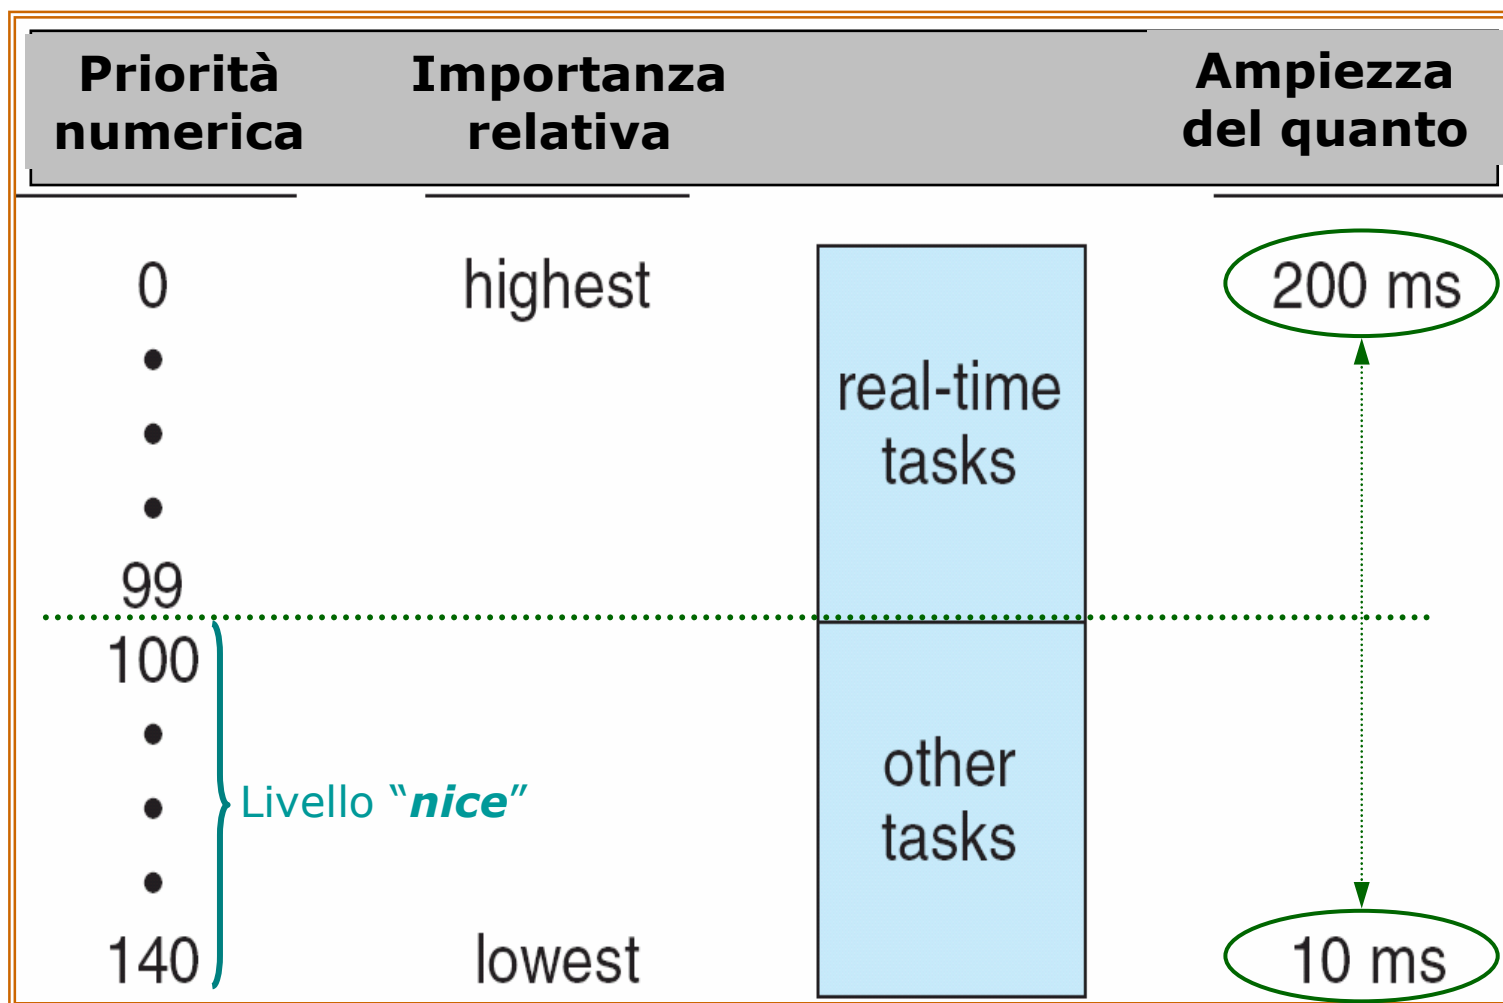 Priorità
numerica
Importanza
relativa
Ampiezza
del quanto
0
highest
200 ms
real-time
tasks
99
100
other
tasks
Livello “nice”
140
lowest
10 ms